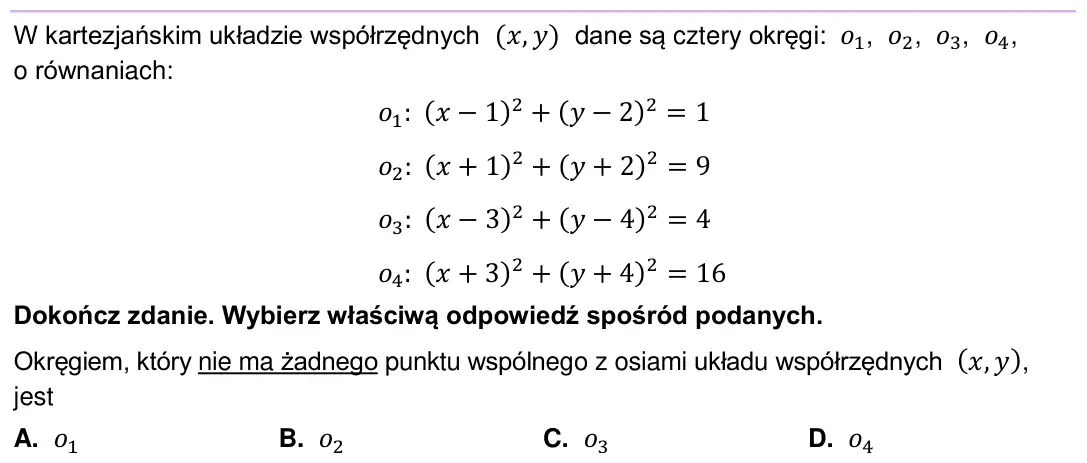 W kartezjańskim układzie współrzędnych (x, y) dane są cztery okręgi: o₁, o₂, o₃, o₄,
o równaniach:
o₁: (x − 1)² + (y − 2)² = 1
o₂: (x + 1)² + (y + 2)² = 9
o₃: (x − 3)² + (y − 4)² = 4
o₄: (x + 3)² + (y + 4)² = 16
Dokończ zdanie. Wybierz właściwą odpowiedź spośród podanych.
Okręgiem, który nie ma żadnego punktu wspólnego z osiami układu współrzędnych (x, y),
jest
A. o₁ B. o₂ C. o₃ D. o₄